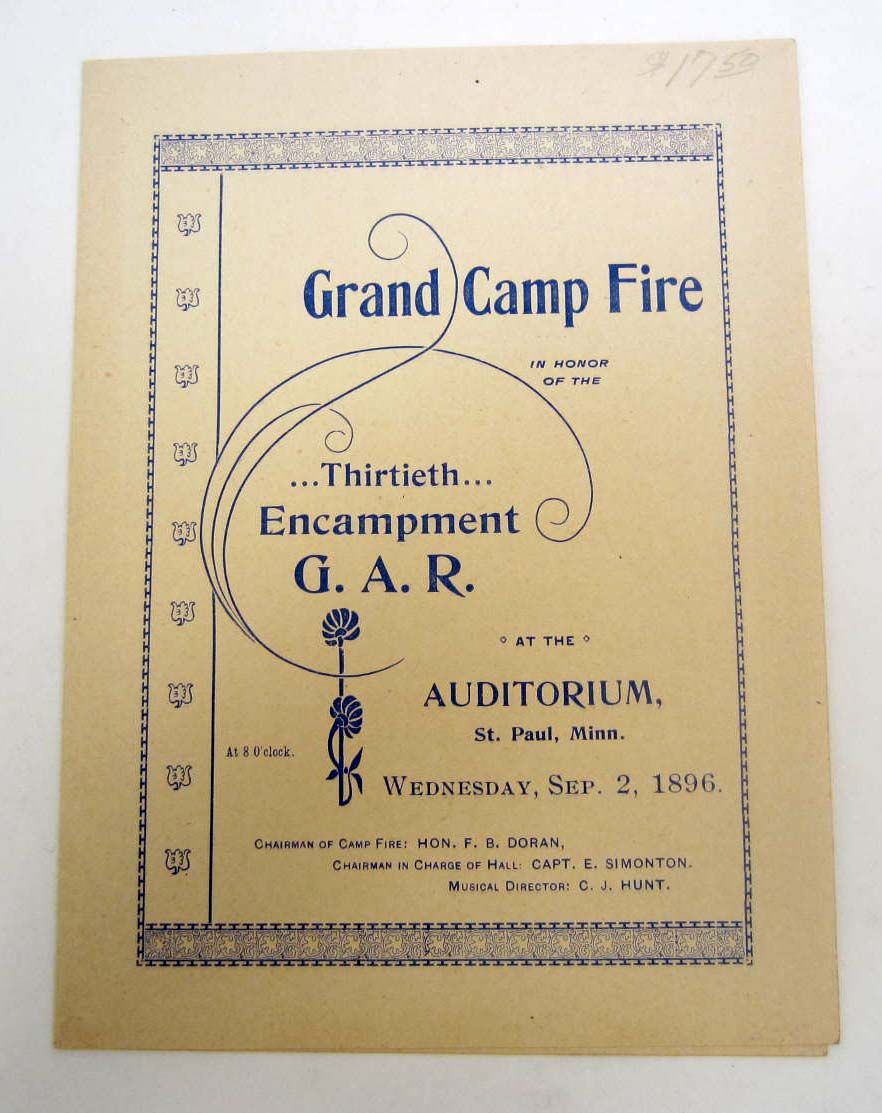 $17 50
Grand Camp Fire
IN HONOR
OF THE
...Thirtieth...
Encampment
G. A. R.
AT THE
AUDITORIUM,
St. Paul, Minn.
At 8 O'clock.
WEDNESDAY, SEP. 2, 1896.
CHAIRMAN OF CAMP FIRE: HON. F. B. DORAN,
CHAIRMAN IN CHARGE OF HALL: CAPT. E. SIMONTON.
MUSICAL DIRECTOR: C. J. HUNT.